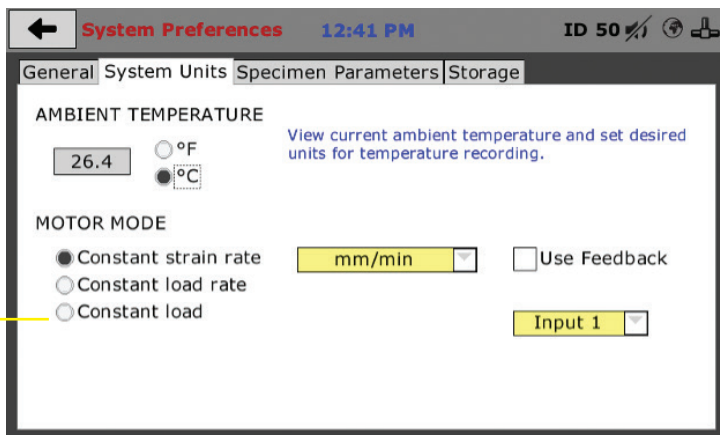 System Preferences 12:41 PM ID 50
General System Units Specimen Parameters Storage
AMBIENT TEMPERATURE
View current ambient temperature and set desired
units for temperature recording.
26.4
°F
°C
MOTOR MODE
Constant strain rate mm/min Use Feedback
Constant load rate
Constant load
Input 1